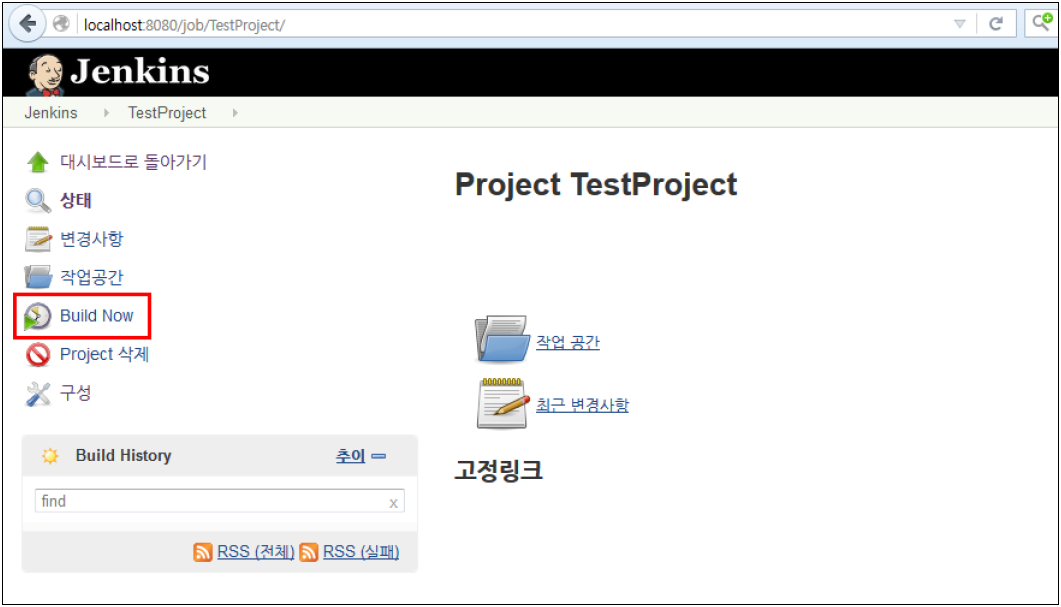 localhost:8080/job/TestProject/
Jenkins
Jenkins TestProject
대시보드로 돌아가기
상태
변경사항
작업공간
Build Now
Project 삭제
구성
Build History 추이
find x
RSS (전체) RSS (실패)
Project TestProject
작업 공간
최근 변경사항
고정링크